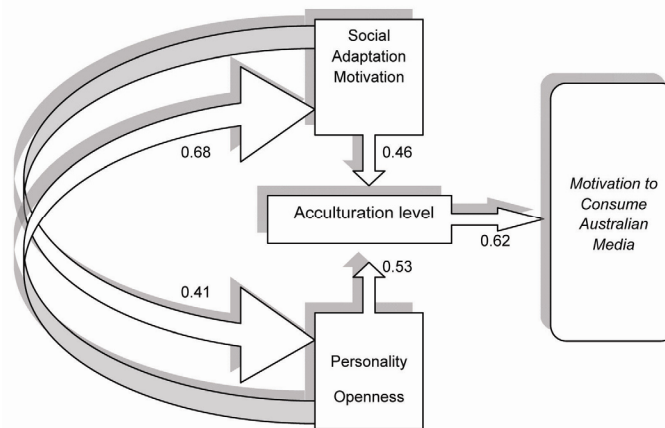 Social
Adaptation
Motivation
0.68
0.46
Acculturation level
Motivation to
Consume
Australian
Media
0.62
0.53
0.41
Personality
Openness